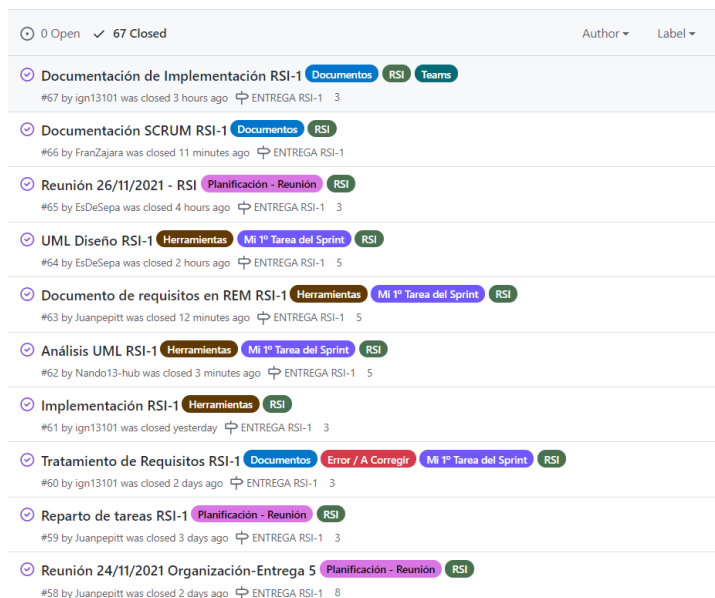 0 Open 67 Closed Author Label
Documentación de Implementación RSI-1 Documentos RSI Teams
#67 by ign13101 was closed 3 hours ago ENTREGA RSI-1 3
Documentación SCRUM RSI-1 Documentos RSI
#66 by FranZajara was closed 11 minutes ago ENTREGA RSI-1
Reunión 26/11/2021 - RSI Planificación - Reunión RSI
#65 by EsDeSepa was closed 4 hours ago ENTREGA RSI-1 3
UML Diseño RSI-1 Herramientas Mi 1º Tarea del Sprint RSI
#64 by EsDeSepa was closed 2 hours ago ENTREGA RSI-1 5
Documento de requisitos en REM RSI-1 Herramientas Mi 1º Tarea del Sprint RSI
#63 by Juanpepitt was closed 12 minutes ago ENTREGA RSI-1 5
Análisis UML RSI-1 Herramientas Mi 1º Tarea del Sprint RSI
#62 by Nando13-hub was closed 3 minutes ago ENTREGA RSI-1 5
Implementación RSI-1 Herramientas RSI
#61 by ign13101 was closed yesterday ENTREGA RSI-1 3
Tratamiento de Requisitos RSI-1 Documentos Error / A Corregir Mi 1º Tarea del Sprint RSI
#60 by ign13101 was closed 2 days ago ENTREGA RSI-1 3
Reparto de tareas RSI-1 Planificación - Reunión RSI
#59 by Juanpepitt was closed 3 days ago ENTREGA RSI-1 3
Reunión 24/11/2021 Organización-Entrega 5 Planificación - Reunión RSI
#58 by Juanpepitt was closed 2 days ago ENTREGA RSI-1 8